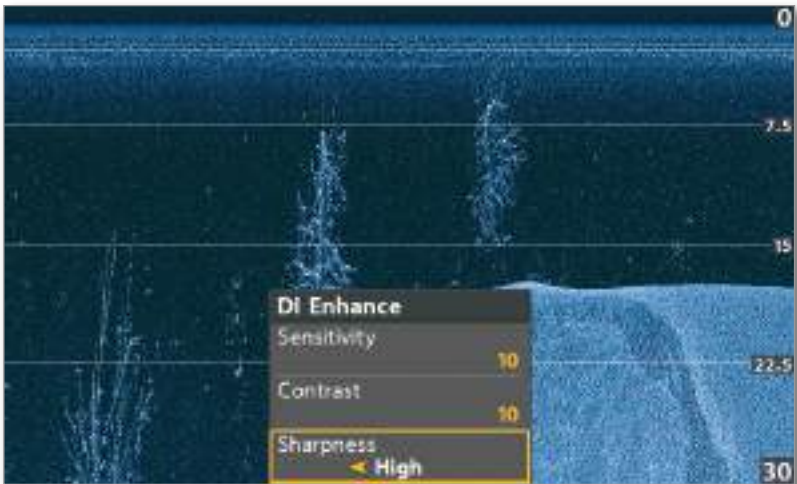 0
7.5
15
DI Enhance
Sensitivity
10
22.5
Contrast
10
Sharpness
◄ High
30